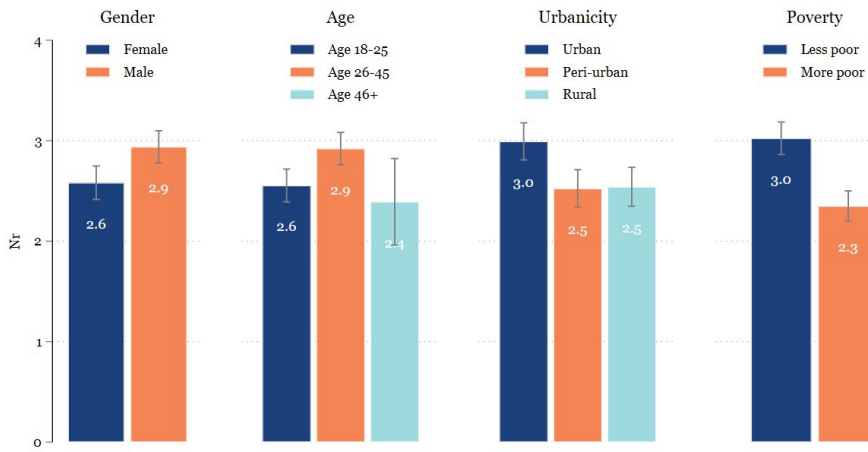 Gender
Female
Male
Age
Age 18-25
Age 26-45
Age 46+
Urbanicity
Urban
Peri-urban
Rural
Poverty
Less poor
More poor
Nr
4
3
2
1
0
2.6
2.9
2.6
2.9
2.4
3.0
2.5
2.5
3.0
2.3